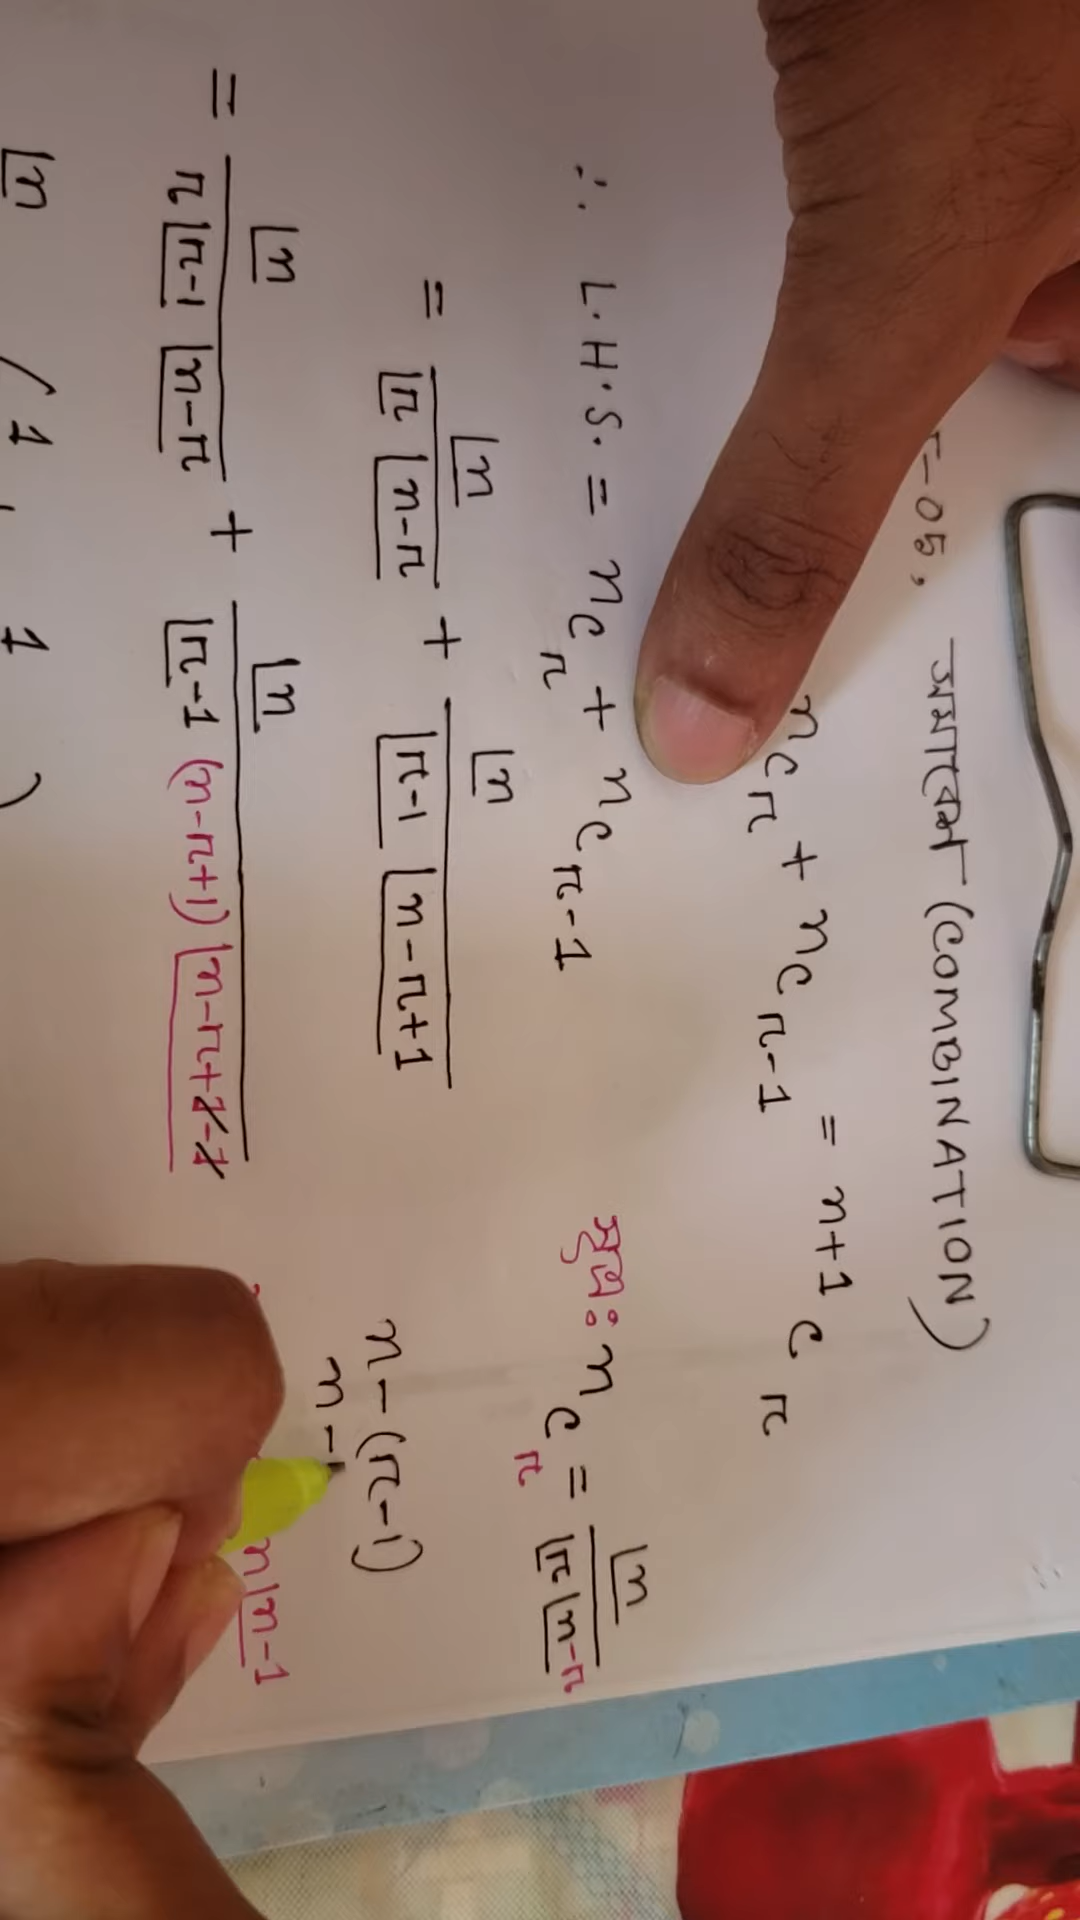 -05, সমাবেশ (COMBINATION)
nCr + nCr-1 = n+1Cr
∴ L.H.S. = nCr + nCr-1
সুত্র: nCr = |n / |r |n-r
= |n / |r |n-r + |n / |r-1 |n-r+1
n-(r-1)
n-
= |n / r |r-1 |n-r + |n / |r-1 (n-r+1) |n-r+1-1
n |n-1
|n ( 1 1 )